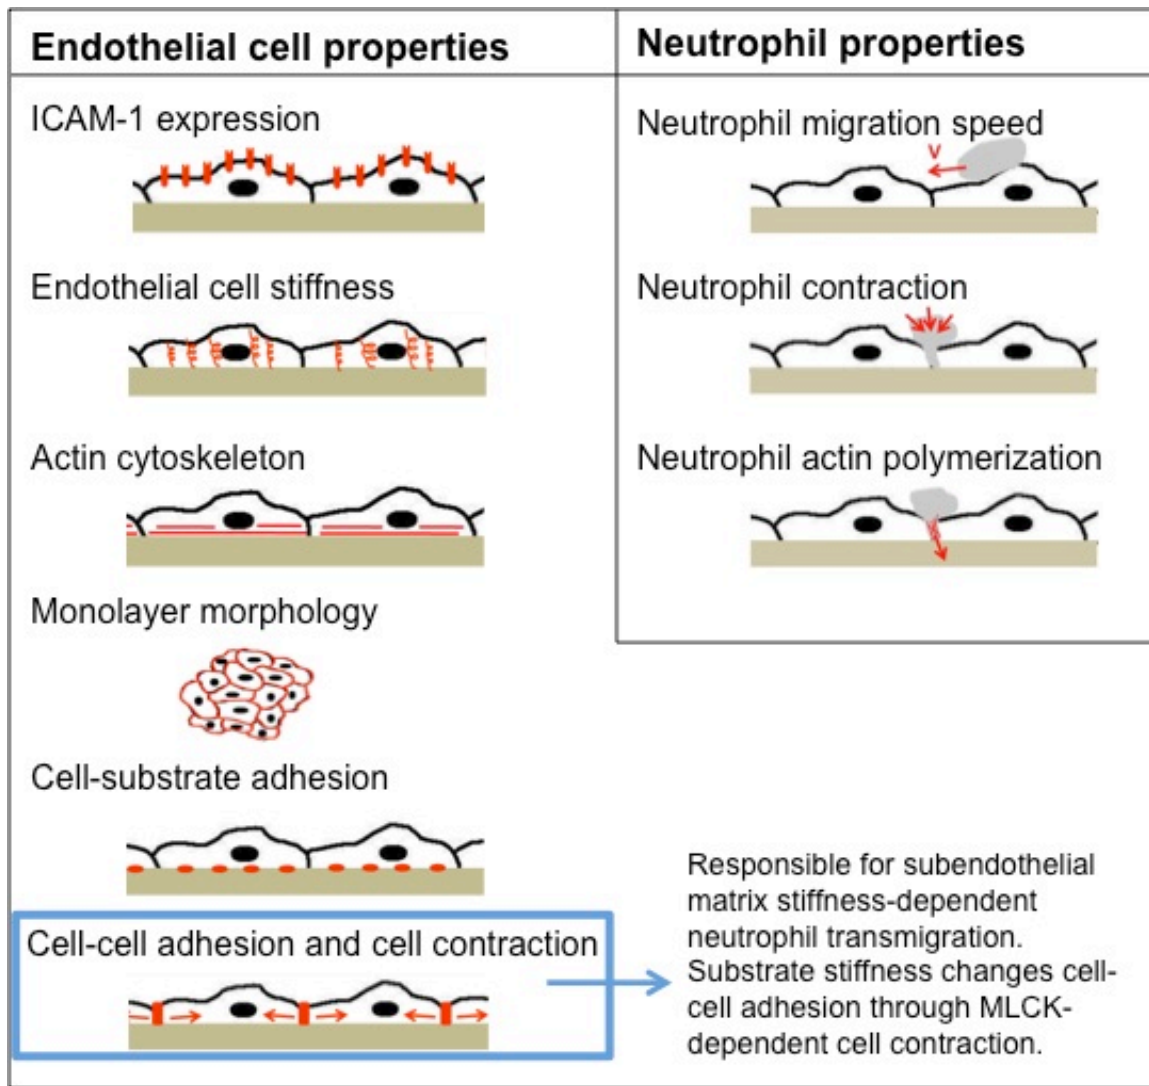 Endothelial cell properties
ICAM-1 expression
Endothelial cell stiffness
Actin cytoskeleton
Monolayer morphology
Cell-substrate adhesion
Cell-cell adhesion and cell contraction
Neutrophil properties
Neutrophil migration speed
v
Neutrophil contraction
Neutrophil actin polymerization
Responsible for subendothelial
matrix stiffness-dependent
neutrophil transmigration.
Substrate stiffness changes cell-
cell adhesion through MLCK-
dependent cell contraction.